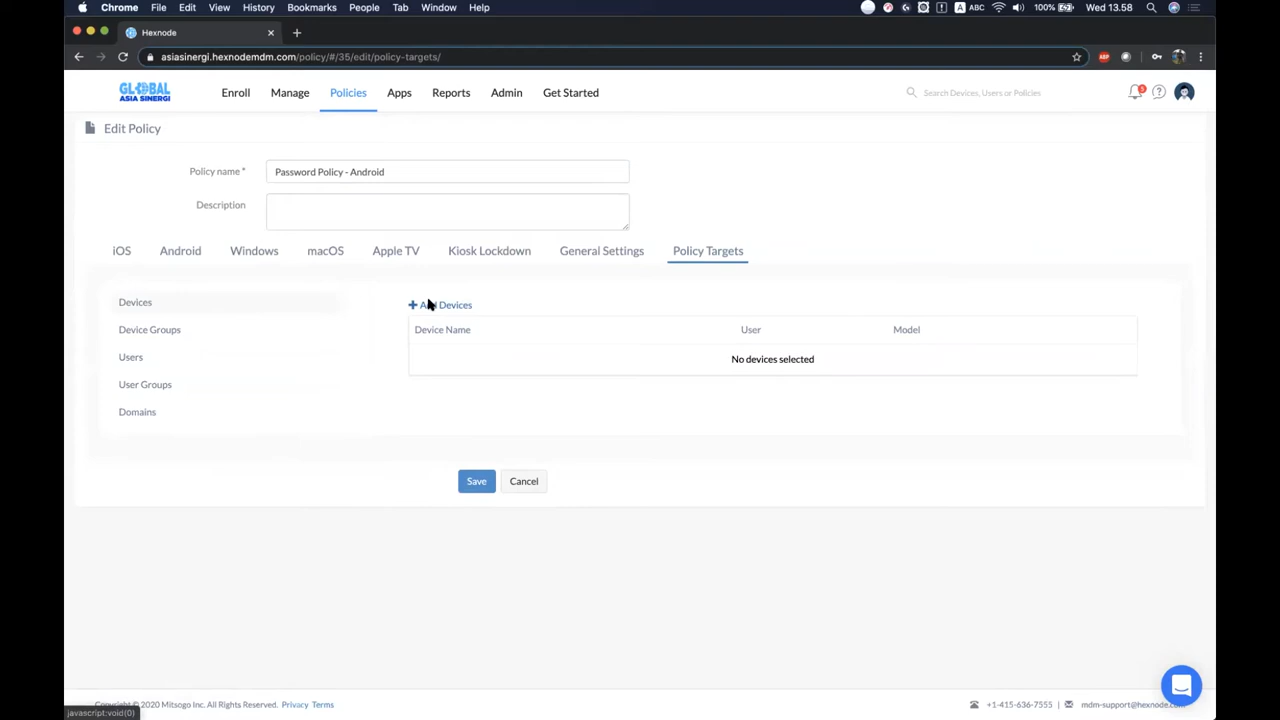 Chrome File Edit View History Bookmarks People Tab Window Help A ABC 100% Wed 13.58
Hexnode
asiasinergi.hexnodemdm.com/policy/#/35/edit/policy-targets/
ABP
GLOBAL
ASIA SINERGI
Enroll Manage Policies Apps Reports Admin Get Started Search Devices, Users or Policies 5
Edit Policy
Policy name * Password Policy - Android
Description
iOS Android Windows macOS Apple TV Kiosk Lockdown General Settings Policy Targets
Devices
Device Groups
Users
User Groups
Domains
+ Devices
Device Name User Model
No devices selected
Save Cancel
Copyright © 2020 Mitsogo Inc. All Rights Reserved. Privacy Terms +1-415-636-7555
javascript:void(0)